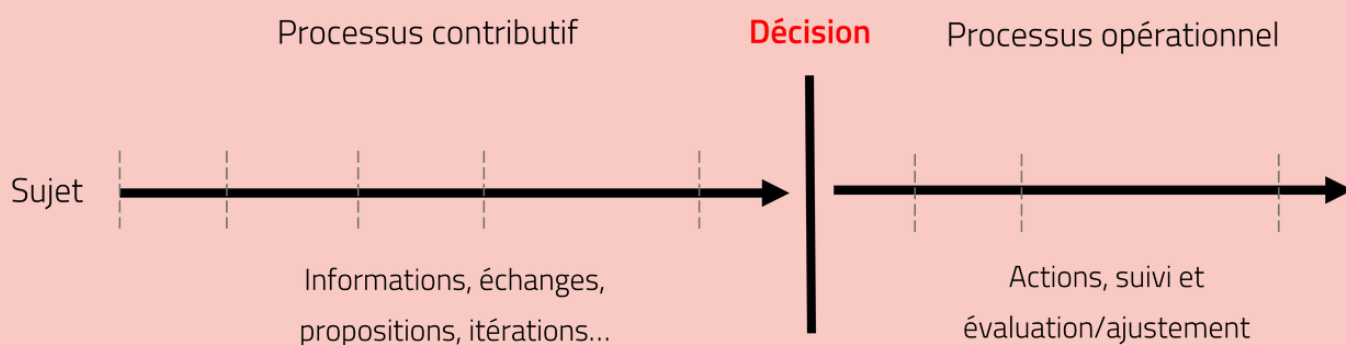 Processus contributif
Décision
Processus opérationnel
Sujet
Informations, échanges,
propositions, itérations...
Actions, suivi et
évaluation/ajustement